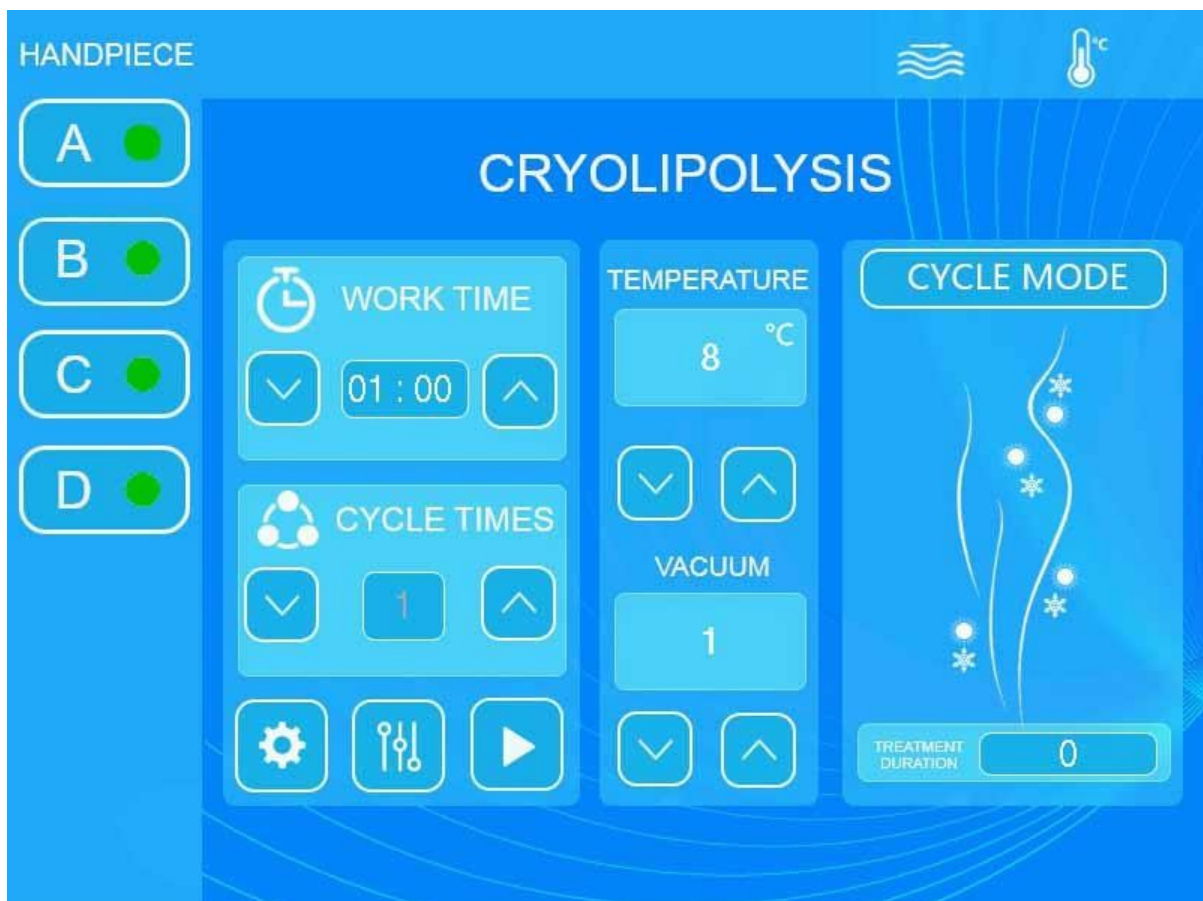 HANDPIECE
°C
A
B
C
D
CRYOLIPOLYSIS
WORK TIME
01 : 00
CYCLE TIMES
1
TEMPERATURE
8 °C
VACUUM
1
CYCLE MODE
TREATMENT
DURATION
0